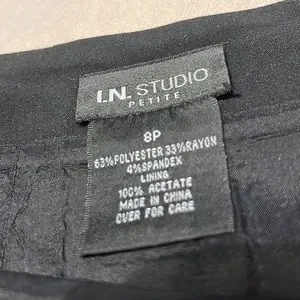 I.N. STUDIO
PETITE
8P
63%POLYESTER 33%RAYON
4%SPANDEX
LINING
100% ACETATE
MADE IN CHINA
OVER FOR CARE